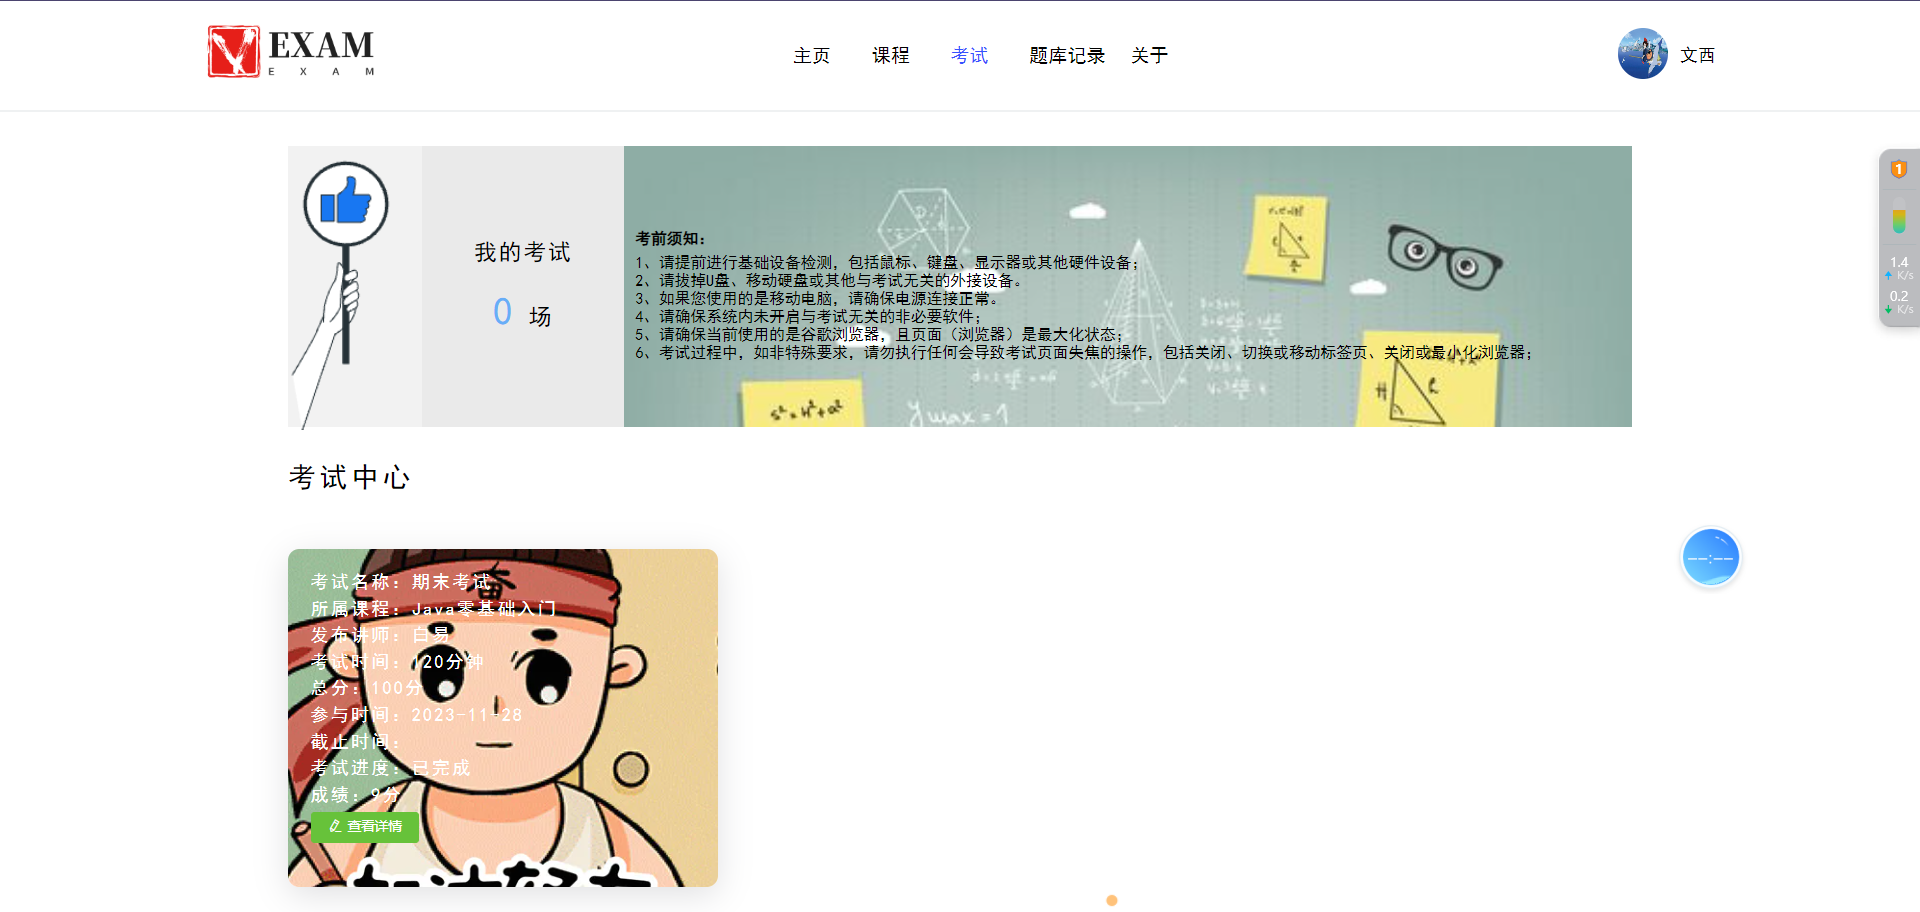 EXAM
E X A M
主页
课程
考试
题库记录
关于
文西
1
1.4
K/s
0.2
K/s
我的考试
0 场
考前须知：
1、请提前进行基础设备检测，包括鼠标、键盘、显示器或其他硬件设备；
2、请拔掉U盘、移动硬盘或其他与考试无关的外接设备。
3、如果您使用的是移动电脑，请确保电源连接正常。
4、请确保系统内未开启与考试无关的非必要软件；
5、请确保当前使用的是谷歌浏览器，且页面（浏览器）是最大化状态；
6、考试过程中，如非特殊要求，请勿执行任何会导致考试页面失焦的操作，包括关闭、切换或移动标签页、关闭或最小化浏览器；
S²=H²+a²
ymax=1
考试中心
考试名称：期末考试
所属课程：Java零基础入门
发布讲师：白易
考试时间：120分钟
总分：100分
参与时间：2023-11-28
截止时间：
考试进度：已完成
成绩：9分
查看详情
奋
--:--